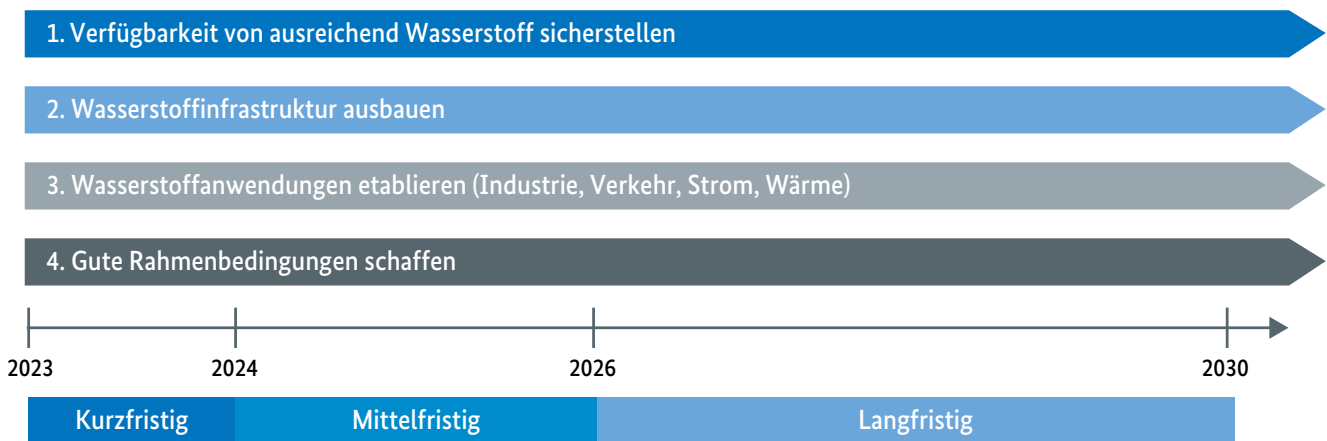 1. Verfügbarkeit von ausreichend Wasserstoff sicherstellen
2. Wasserstoffinfrastruktur ausbauen
3. Wasserstoffanwendungen etablieren (Industrie, Verkehr, Strom, Wärme)
4. Gute Rahmenbedingungen schaffen
2023 2024 2026 2030
Kurzfristig Mittelfristig Langfristig